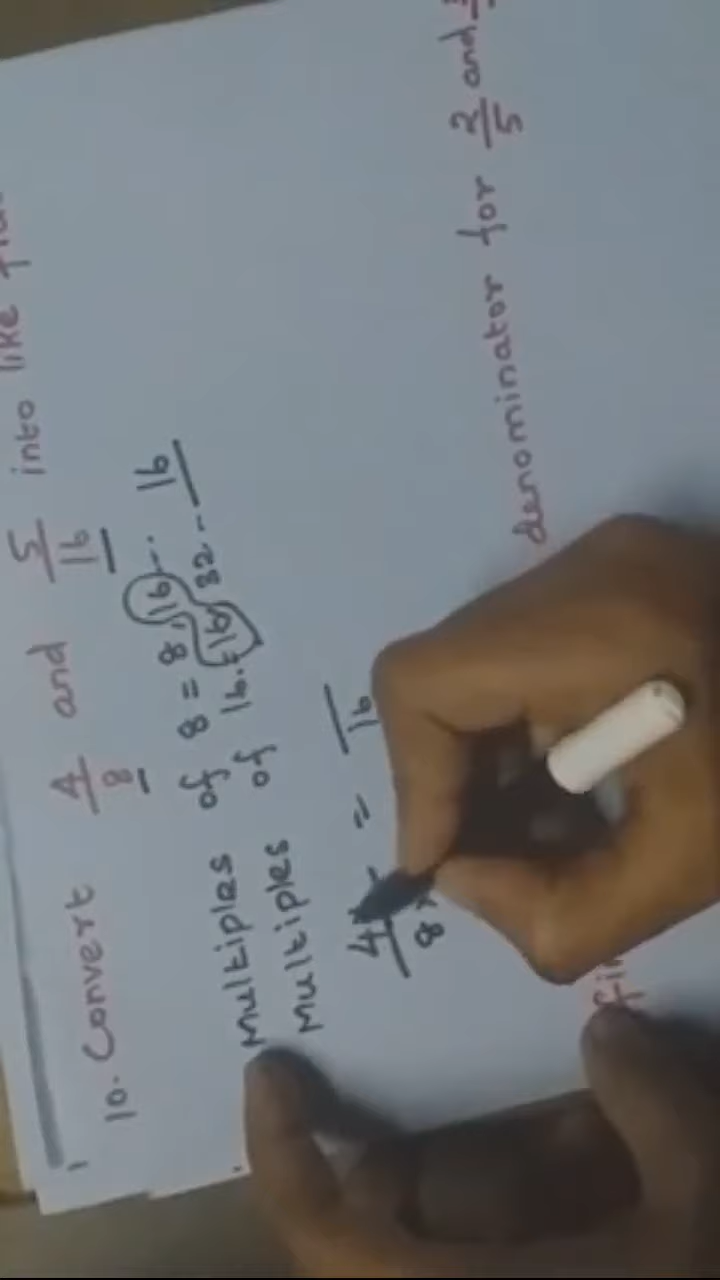 10. Convert 4/8 and 5/16 into like
Multiples of 8 = 8, 16... 16
Multiples of 16 = 16, 32...
4×/8× = /16
denominator for 2/5 and